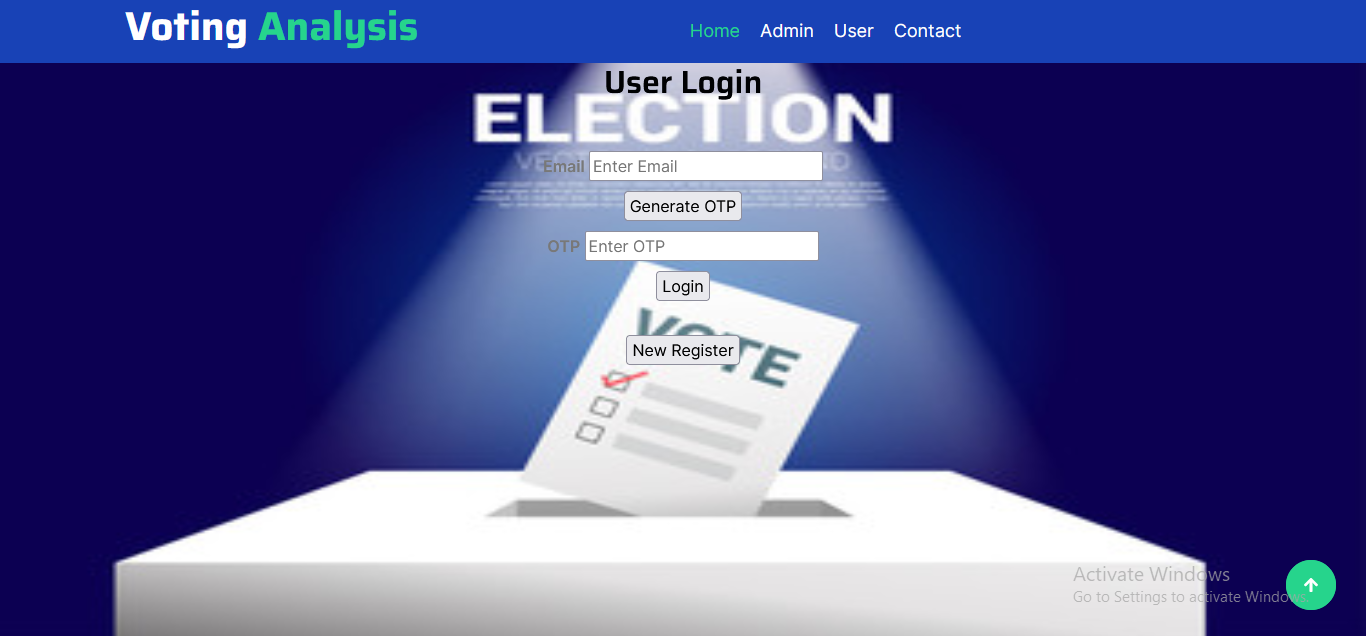 Voting Analysis
Home Admin User Contact
User Login
ELECTION
Email Enter Email
Generate OTP
OTP Enter OTP
Login
VOTE
New Register
Activate Windows
Go to Settings to activate Windows.